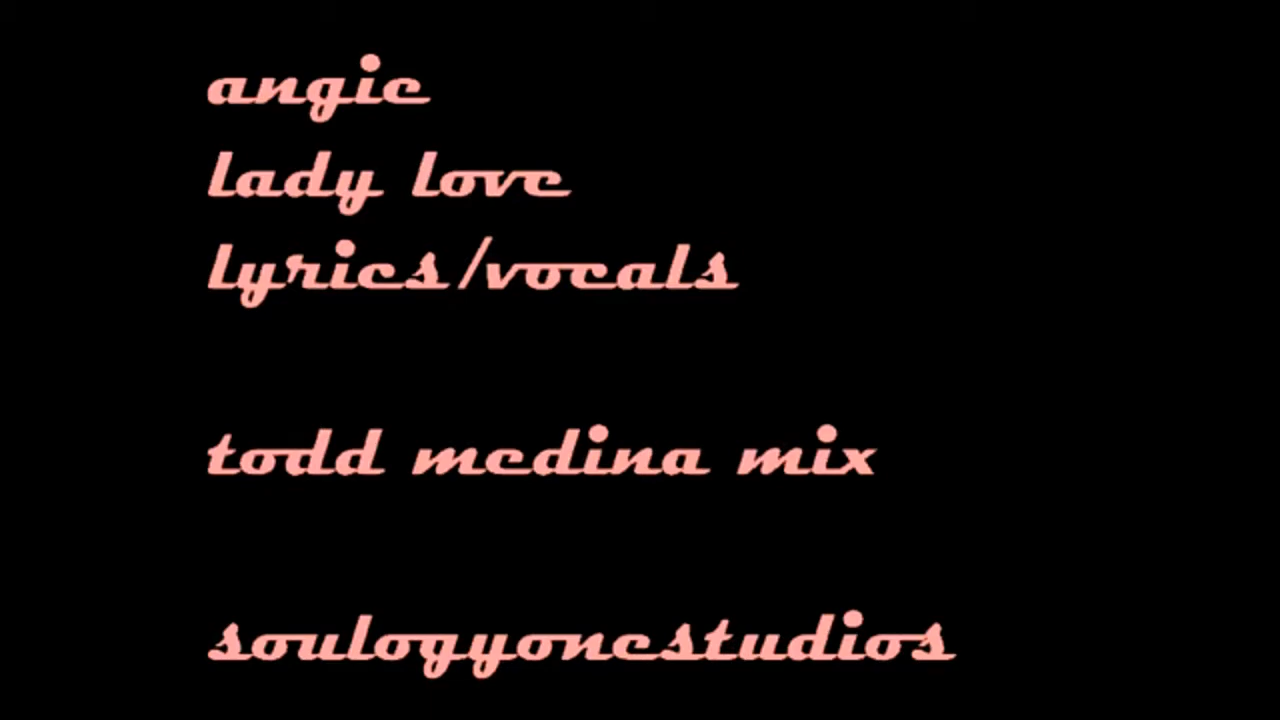 angie
lady love
lyrics/vocals
todd medina mix
soulogyonestudios